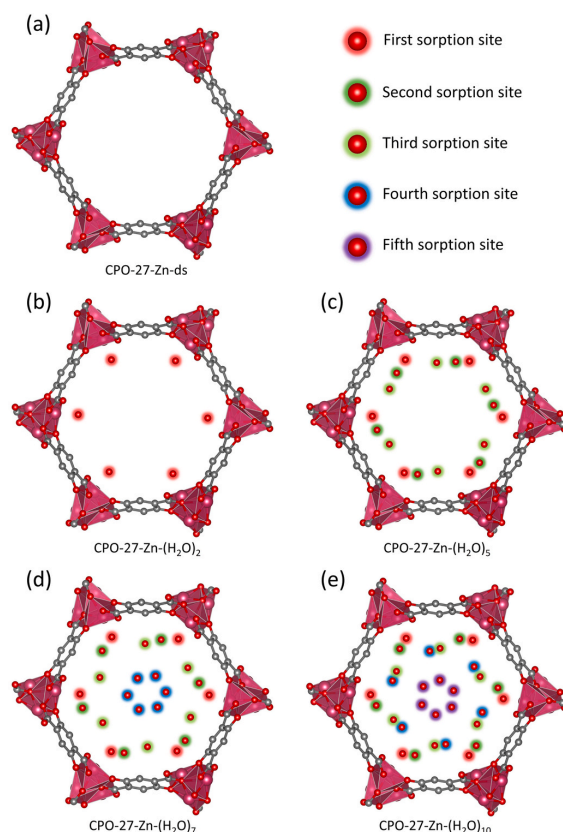 (a)
First sorption site
Second sorption site
Third sorption site
Fourth sorption site
Fifth sorption site
CPO-27-Zn-ds
(b)
(c)
CPO-27-Zn-(H₂O)₂
CPO-27-Zn-(H₂O)₅
(d)
(e)
CPO-27-Zn-(H₂O)₇
CPO-27-Zn-(H₂O)₁₀